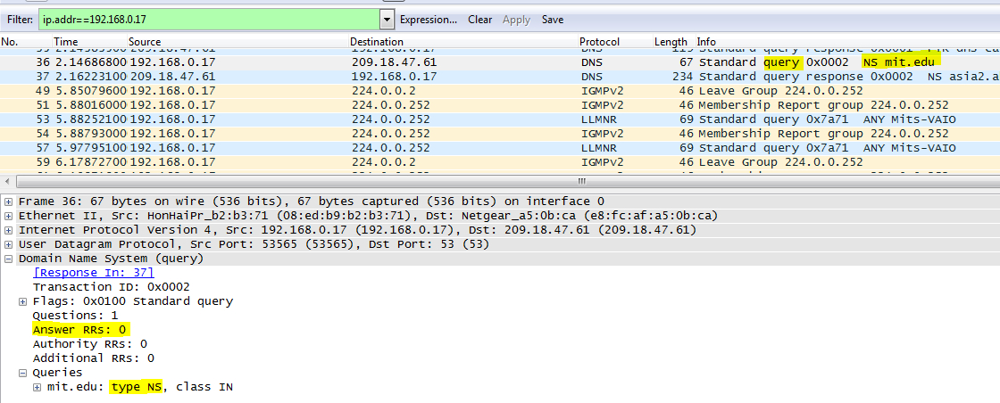 Filter: ip.addr==192.168.0.17 Expression... Clear Apply Save
No. Time Source Destination Protocol Length Info
36 2.14686800 192.168.0.17 209.18.47.61 DNS 67 Standard query 0x0002 NS mit.edu
37 2.16223100 209.18.47.61 192.168.0.17 DNS 234 Standard query response 0x0002 NS asia2.a
49 5.85079600 192.168.0.17 224.0.0.2 IGMPv2 46 Leave Group 224.0.0.252
51 5.88016000 192.168.0.17 224.0.0.252 IGMPv2 46 Membership Report group 224.0.0.252
53 5.88252100 192.168.0.17 224.0.0.252 LLMNR 69 Standard query 0x7a71 ANY Mits-VAIO
54 5.88793000 192.168.0.17 224.0.0.252 IGMPv2 46 Membership Report group 224.0.0.252
57 5.97795100 192.168.0.17 224.0.0.252 LLMNR 69 Standard query 0x7a71 ANY Mits-VAIO
59 6.17872700 192.168.0.17 224.0.0.2 IGMPv2 46 Leave Group 224.0.0.252
Frame 36: 67 bytes on wire (536 bits), 67 bytes captured (536 bits) on interface 0
Ethernet II, Src: HonHaiPr_b2:b3:71 (08:ed:b9:b2:b3:71), Dst: Netgear_a5:0b:ca (e8:fc:af:a5:0b:ca)
Internet Protocol Version 4, Src: 192.168.0.17 (192.168.0.17), Dst: 209.18.47.61 (209.18.47.61)
User Datagram Protocol, Src Port: 53565 (53565), Dst Port: 53 (53)
Domain Name System (query)
[Response In: 37]
Transaction ID: 0x0002
Flags: 0x0100 Standard query
Questions: 1
Answer RRs: 0
Authority RRs: 0
Additional RRs: 0
Queries
mit.edu: type NS, class IN